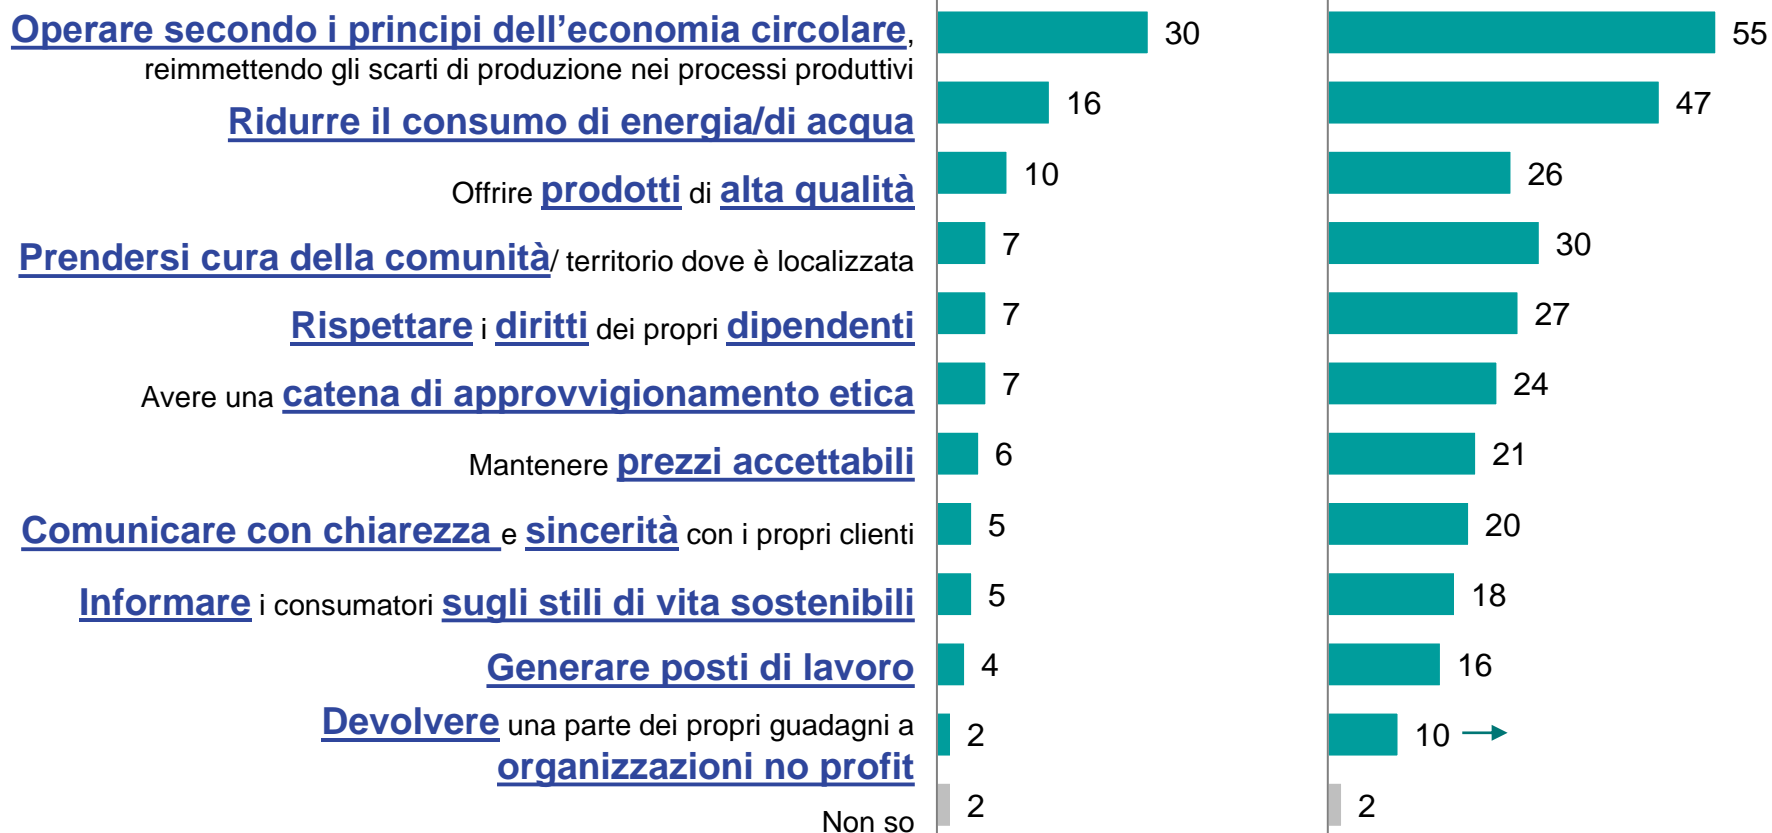 Operare secondo i principi dell’economia circolare, 30 55
reimmettendo gli scarti di produzione nei processi produttivi
Ridurre il consumo di energia/di acqua 16 47
Offrire prodotti di alta qualità 10 26
Prendersi cura della comunità/ territorio dove è localizzata 7 30
Rispettare i diritti dei propri dipendenti 7 27
Avere una catena di approvvigionamento etica 7 24
Mantenere prezzi accettabili 6 21
Comunicare con chiarezza e sincerità con i propri clienti 5 20
Informare i consumatori sugli stili di vita sostenibili 5 18
Generare posti di lavoro 4 16
Devolvere una parte dei propri guadagni a 2 10
organizzazioni no profit
Non so 2 2